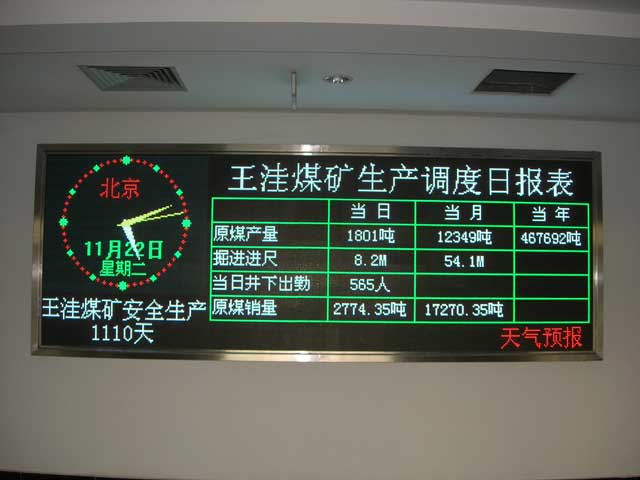 北京
11月22日
星期二
王洼煤矿安全生产
1110天
王洼煤矿生产调度日报表
当日 当月 当年
原煤产量 1801吨 12349吨 467692吨
掘进进尺 8.2M 54.1M
当日井下出勤 565人
原煤销量 2774.35吨 17270.35吨
天气预报